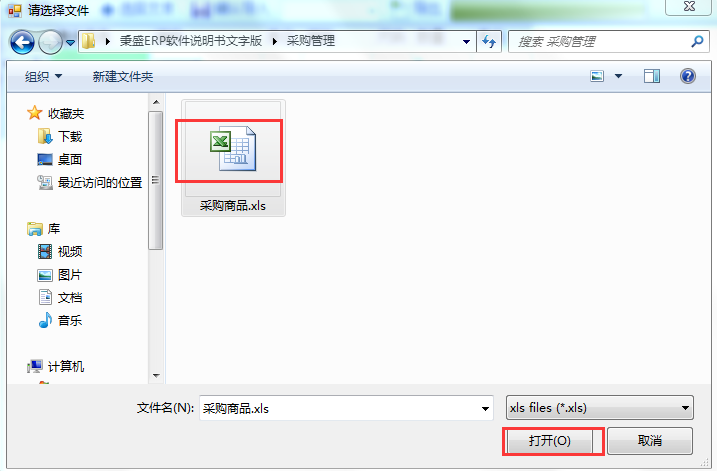 请选择文件
秉盛ERP软件说明书文字版 采购管理
搜索 采购管理
组织 新建文件夹
收藏夹
下载
桌面
最近访问的位置
库
视频
图片
文档
音乐
计算机
采购商品.xls
文件名(N): 采购商品.xls xls files (*.xls)
打开(O) 取消